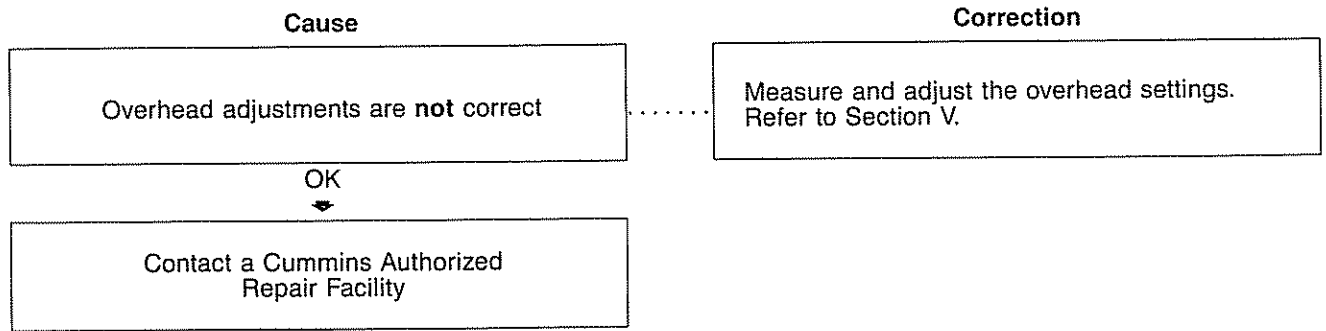 Cause
Correction
Overhead adjustments are not correct
Measure and adjust the overhead settings.
Refer to Section V.
OK
Contact a Cummins Authorized
Repair Facility